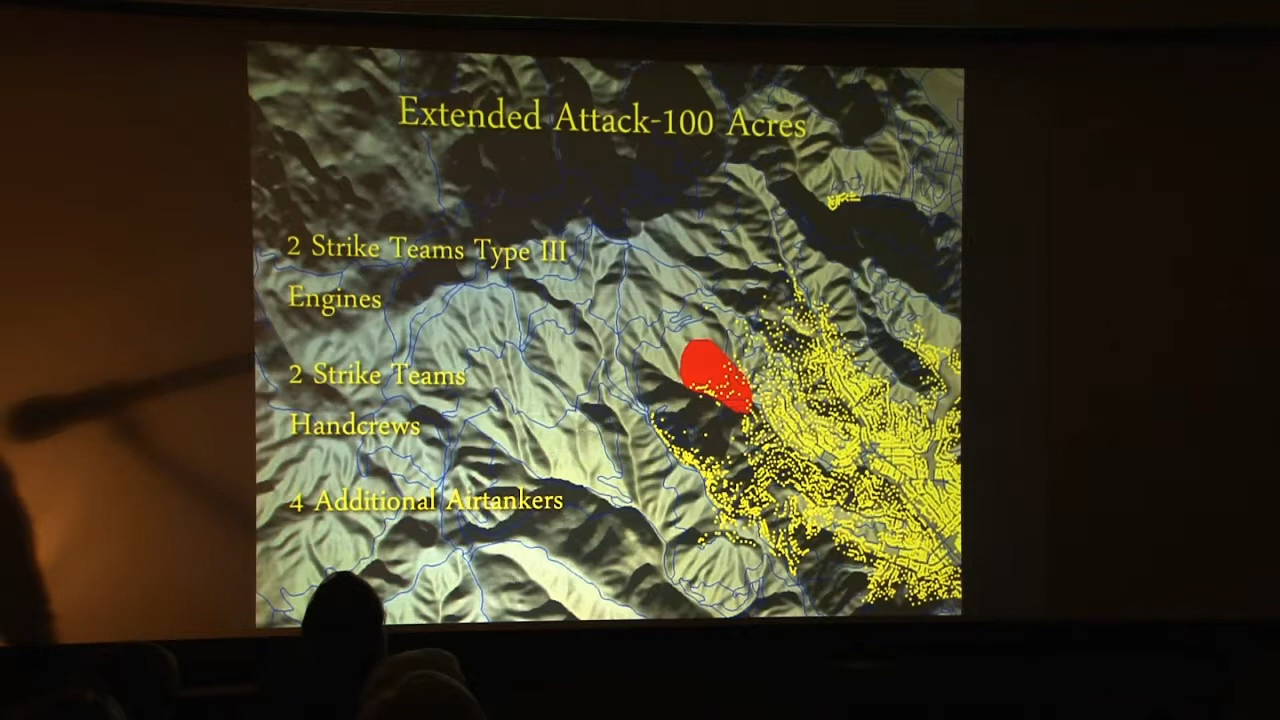 Extended Attack-100 Acres
2 Strike Teams Type III
Engines
2 Strike Teams
Handcrews
4 Additional Airtankers